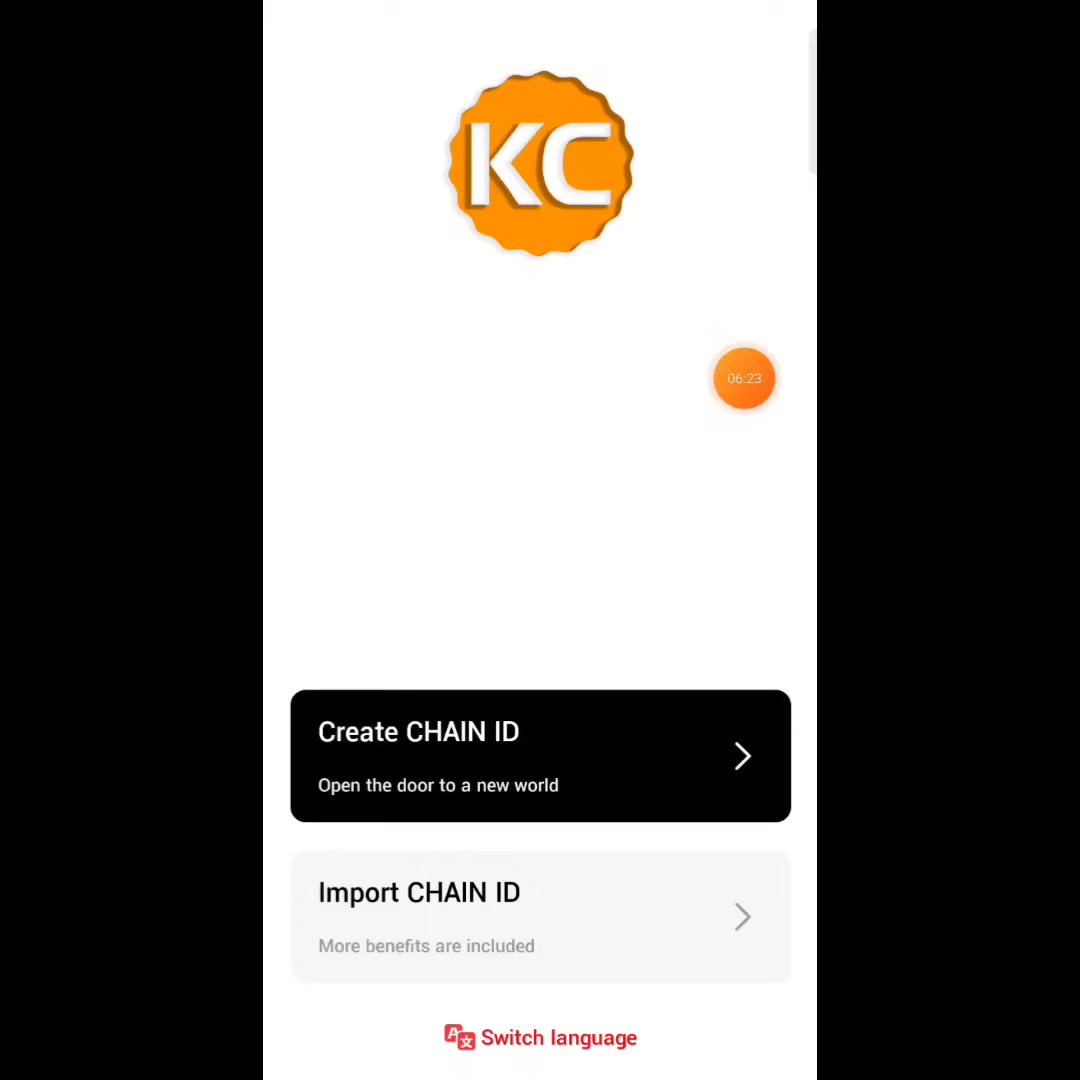 KC
06:23
Create CHAIN ID
Open the door to a new world
Import CHAIN ID
More benefits are included
Switch language